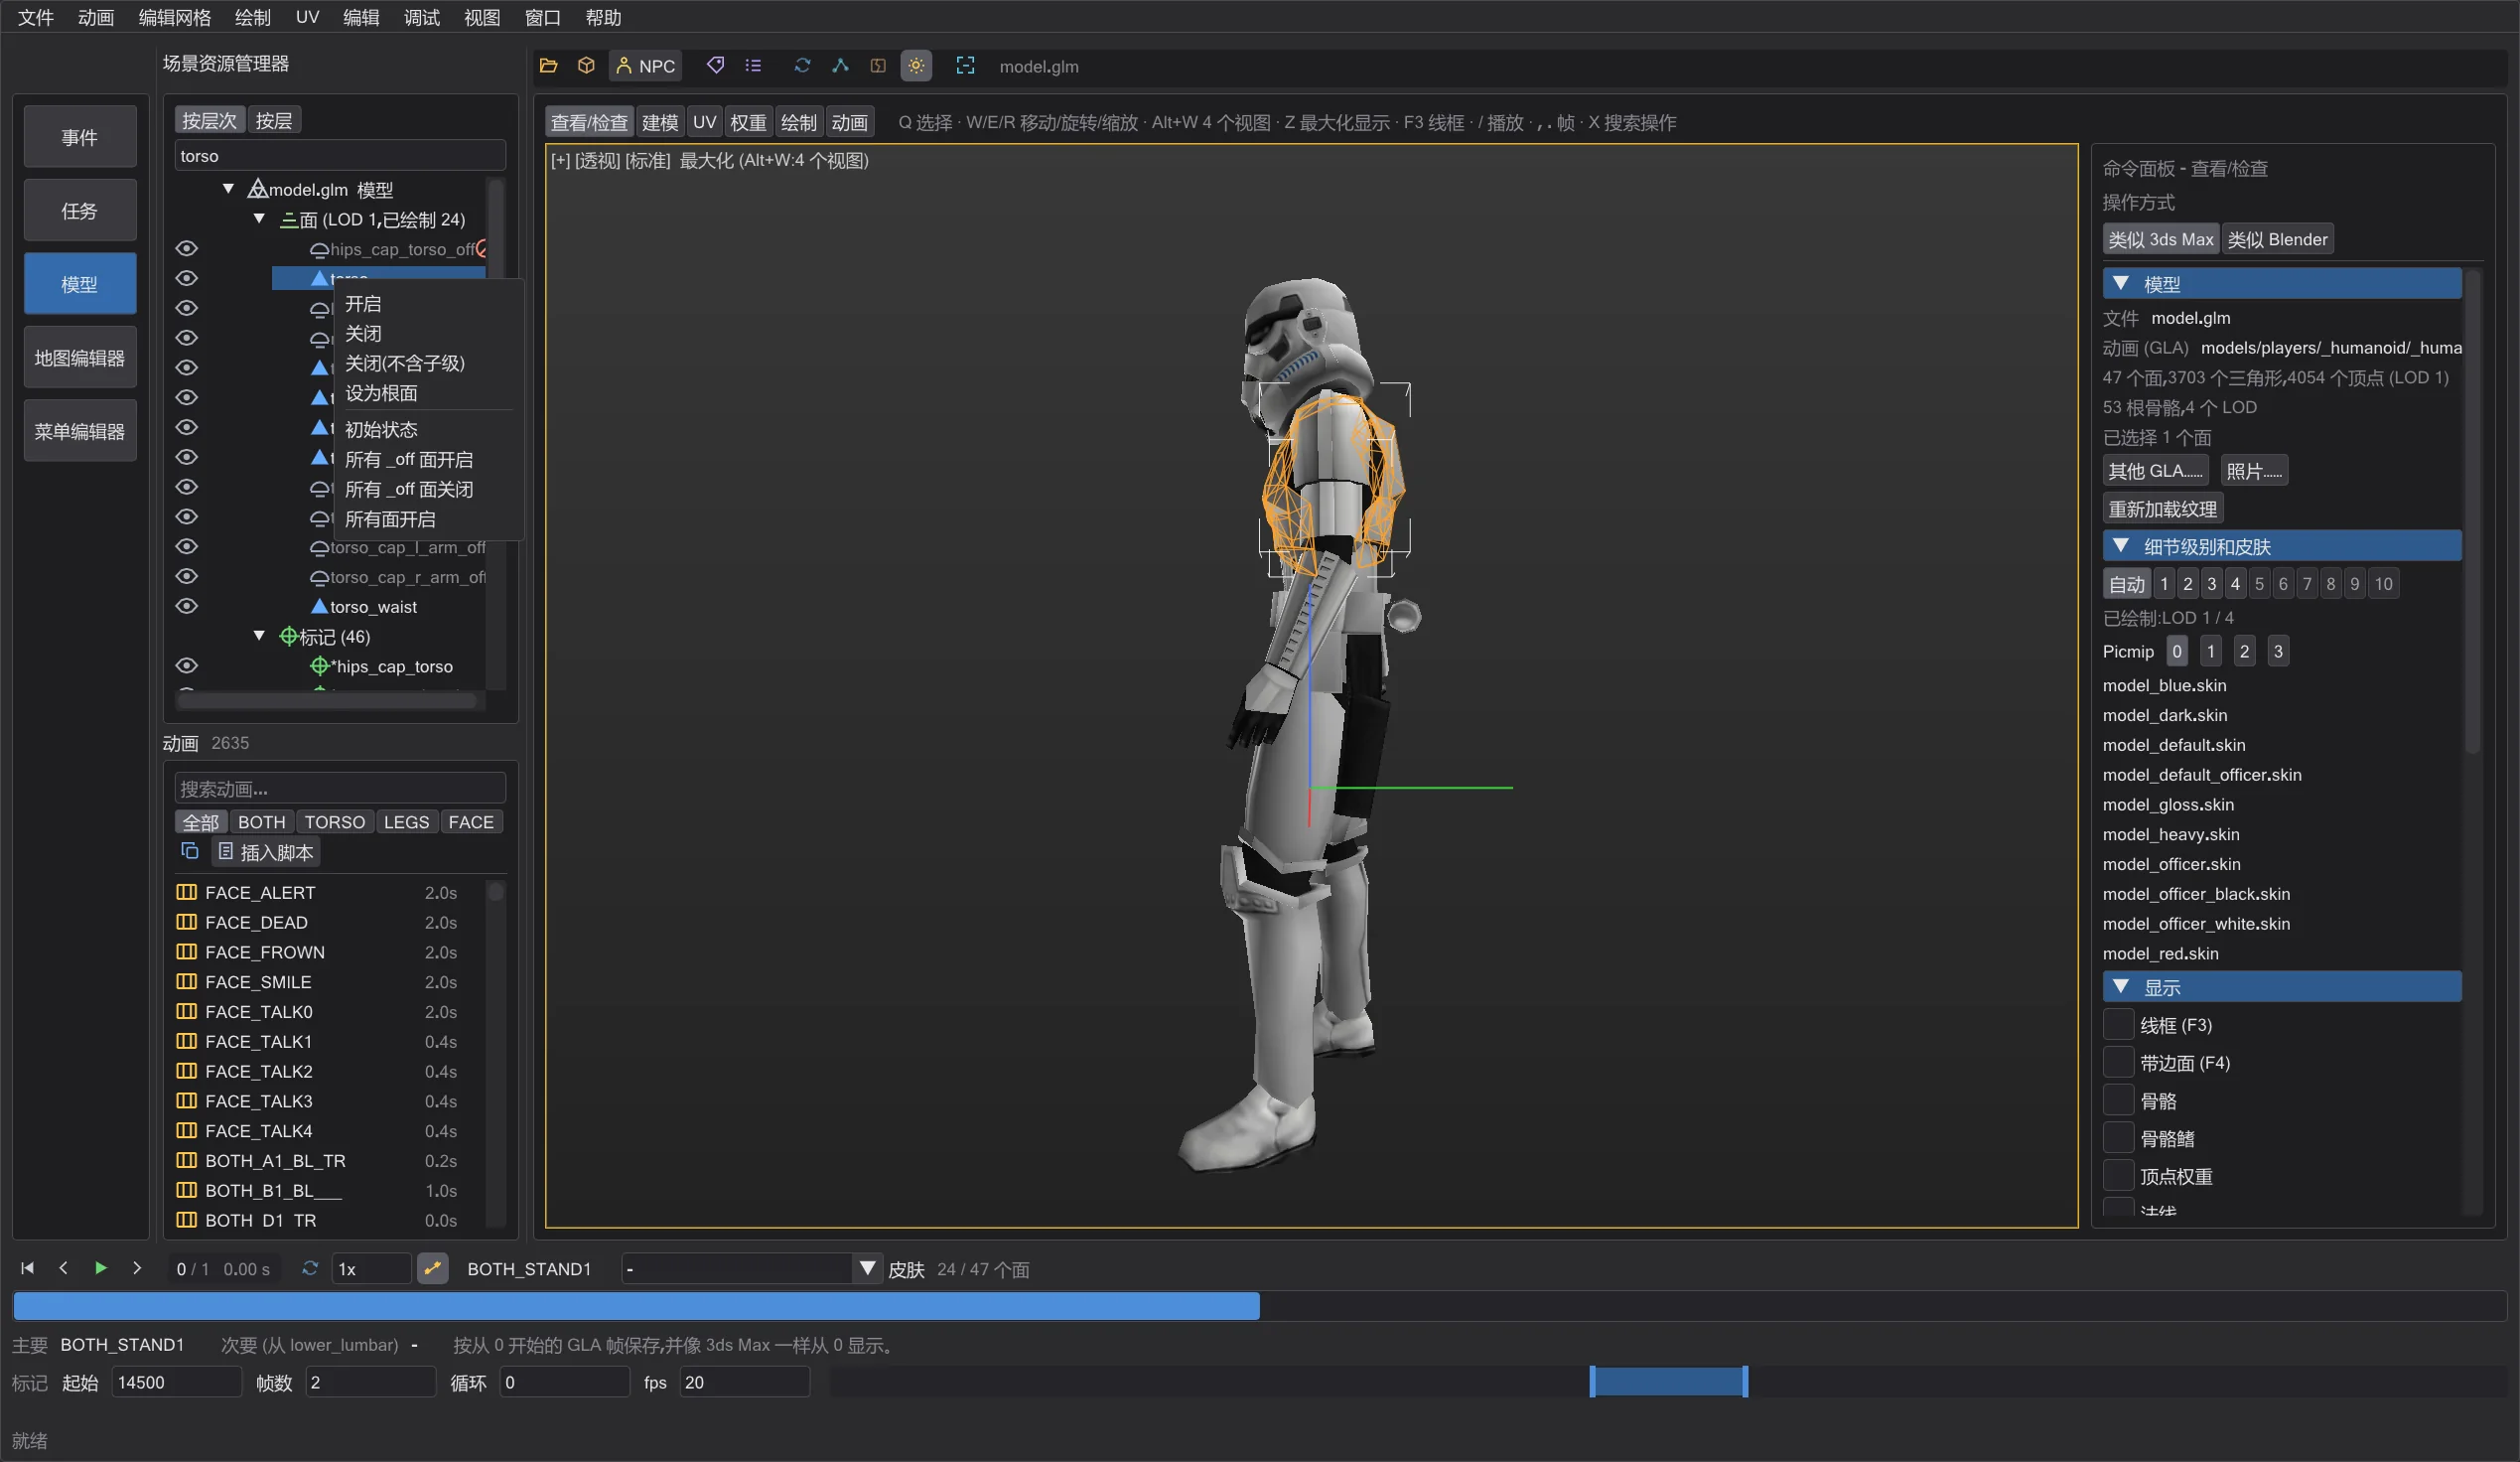 文件 动画 编辑网格 绘制 UV 编辑 调试 视图 窗口 帮助
场景资源管理器
NPC model.glm
事件
任务
模型
地图编辑器
菜单编辑器
按层次 按层
torso
model.glm 模型
面 (LOD 1,已绘制 24)
hips_cap_torso_off
开启
关闭
关闭(不含子级)
设为根面
初始状态
所有 _off 面开启
所有 _off 面关闭
所有面开启
torso_cap_l_arm_off
torso_cap_r_arm_off
torso_waist
标记 (46)
*hips_cap_torso
动画 2635
搜索动画...
全部 BOTH TORSO LEGS FACE
插入脚本
FACE_ALERT 2.0s
FACE_DEAD 2.0s
FACE_FROWN 2.0s
FACE_SMILE 2.0s
FACE_TALK0 2.0s
FACE_TALK1 0.4s
FACE_TALK2 0.4s
FACE_TALK3 0.4s
FACE_TALK4 0.4s
BOTH_A1_BL_TR 0.2s
BOTH_B1_BL___ 1.0s
BOTH_D1_TR 0.0s
查看/检查 建模 UV 权重 绘制 动画 Q 选择 · W/E/R 移动/旋转/缩放 · Alt+W 4 个视图 · Z 最大化显示 · F3 线框 · / 播放 · , . 帧 · X 搜索操作
[+] [透视] [标准] 最大化 (Alt+W:4 个视图)
命令面板 - 查看/检查
操作方式
类似 3ds Max 类似 Blender
模型
文件 model.glm
动画 (GLA) models/players/_humanoid/_huma
47 个面,3703 个三角形,4054 个顶点 (LOD 1)
53 根骨骼,4 个 LOD
已选择 1 个面
其他 GLA...... 照片......
重新加载纹理
细节级别和皮肤
自动 1 2 3 4 5 6 7 8 9 10
已绘制:LOD 1 / 4
Picmip 0 1 2 3
model_blue.skin
model_dark.skin
model_default.skin
model_default_officer.skin
model_gloss.skin
model_heavy.skin
model_officer.skin
model_officer_black.skin
model_officer_white.skin
model_red.skin
显示
线框 (F3)
带边面 (F4)
骨骼
骨骼鳍
顶点权重
法线
0 / 1 0.00 s 1x BOTH_STAND1 - 皮肤 24 / 47 个面
主要 BOTH_STAND1 次要 (从 lower_lumbar) - 按从 0 开始的 GLA 帧保存,并像 3ds Max 一样从 0 显示。
标记 起始 14500 帧数 2 循环 0 fps 20
就绪